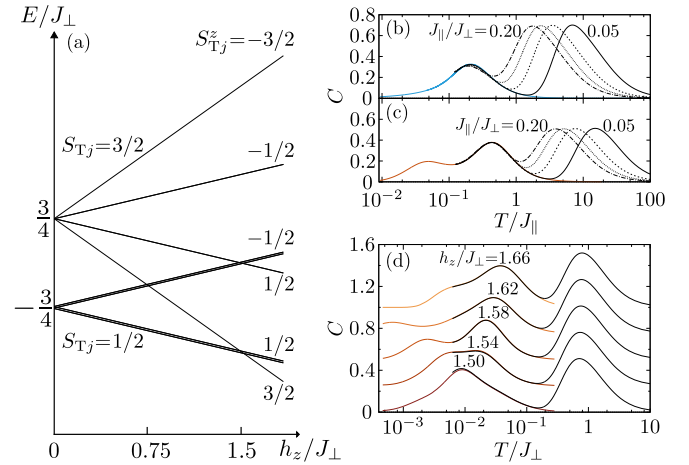 E/J⊥
(a)
S^z_Tj=−3/2
S_Tj=3/2
−1/2
3/4
−1/2
1/2
−3/4
S_Tj=1/2
1/2
3/2
0
0.75
1.5
h_z/J⊥
(b)
J∥/J⊥=0.20
0.05
0.8
0.6
0.4
0.2
0
C
(c)
J∥/J⊥=0.20
0.05
0.6
0.4
0.2
0
10^−2
10^−1
1
10
100
T/J∥
(d)
h_z/J⊥=1.66
1.62
1.58
1.54
1.50
1.6
1.2
0.8
0.4
0
C
10^−3
10^−2
10^−1
1
10
T/J⊥